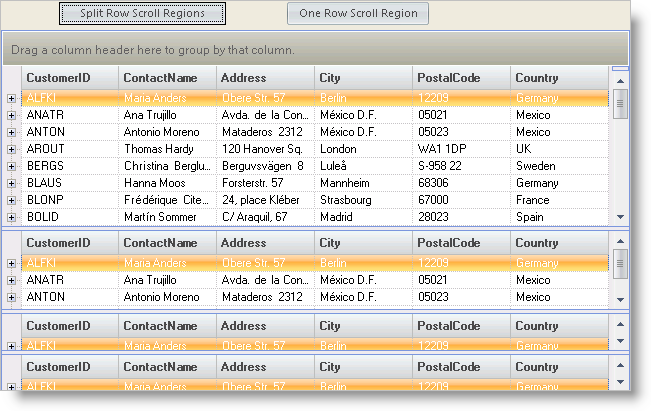 Split Row Scroll Regions One Row Scroll Region
Drag a column header here to group by that column.
CustomerID ContactName Address City PostalCode Country
ALFKI Maria Anders Obere Str. 57 Berlin 12209 Germany
ANATR Ana Trujillo Avda. de la Con... México D.F. 05021 Mexico
ANTON Antonio Moreno Mataderos 2312 México D.F. 05023 Mexico
AROUT Thomas Hardy 120 Hanover Sq. London WA1 1DP UK
BERGS Christina Berglu... Berguvsvägen 8 Luleå S-958 22 Sweden
BLAUS Hanna Moos Forsterstr. 57 Mannheim 68306 Germany
BLONP Frédérique Cite... 24, place Kléber Strasbourg 67000 France
BOLID Martín Sommer C/ Araquil, 67 Madrid 28023 Spain
CustomerID ContactName Address City PostalCode Country
ALFKI Maria Anders Obere Str. 57 Berlin 12209 Germany
ANATR Ana Trujillo Avda. de la Con... México D.F. 05021 Mexico
ANTON Antonio Moreno Mataderos 2312 México D.F. 05023 Mexico
CustomerID ContactName Address City PostalCode Country
ALFKI Maria Anders Obere Str. 57 Berlin 12209 Germany
CustomerID ContactName Address City PostalCode Country
ALFKI Maria Anders Obere Str. 57 Berlin 12209 Germany